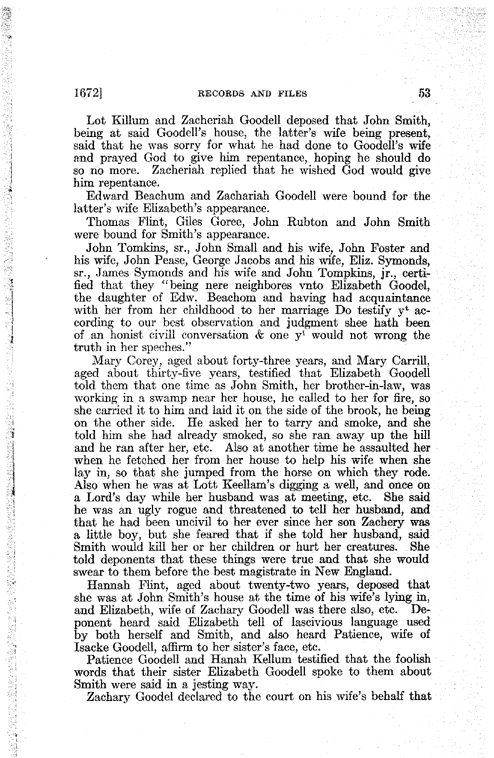 1672] RECORDS AND FILES 53
Lot Killum and Zacheriah Goodell deposed that John Smith,
being at said Goodell's house, the latter's wife being present,
said that he was sorry for what he had done to Goodell's wife
and prayed God to give him repentance, hoping he should do
so no more. Zacheriah replied that he wished God would give
him repentance.
Edward Beachum and Zachariah Goodell were bound for the
latter's wife Elizabeth's appearance.
Thomas Flint, Giles Goree, John Rubton and John Smith
were bound for Smith's appearance.
John Tomkins, sr., John Small and his wife, John Foster and
his wife, John Pease, George Jacobs and his wife, Eliz. Symonds,
sr., James Symonds and his wife and John Tompkins, jr., certi-
fied that they "being nere neighbores vnto Elizabeth Goodel,
the daughter of Edw. Beachom and having had acquaintance
with her from her childhood to her marriage Do testify yt ac-
cording to our best observation and judgment shee hath been
of an honist civill conversation & one yt would not wrong the
truth in her speches."
Mary Corey, aged about forty-three years, and Mary Carrill,
aged about thirty-five years, testified that Elizabeth Goodell
told them that one time as John Smith, her brother-in-law, was
working in a swamp near her house, he called to her for fire, so
she carried it to him and laid it on the side of the brook, he being
on the other side. He asked her to tarry and smoke, and she
told him she had already smoked, so she ran away up the hill
and he ran after her, etc. Also at another time he assaulted her
when he fetched her from her house to help his wife when she
lay in, so that she jumped from the horse on which they rode.
Also when he was at Lott Keellam's digging a well, and once on
a Lord's day while her husband was at meeting, etc. She said
he was an ugly rogue and threatened to tell her husband, and
that he had been uncivil to her ever since her son Zachery was
a little boy, but she feared that if she told her husband, said
Smith would kill her or her children or hurt her creatures. She
told deponents that these things were true and that she would
swear to them before the best magistrate in New England.
Hannah Flint, aged about twenty-two years, deposed that
she was at John Smith's house at the time of his wife's lying in,
and Elizabeth, wife of Zachary Goodell was there also, etc. De-
ponent heard said Elizabeth tell of lascivious language used
by both herself and Smith, and also heard Patience, wife of
Isacke Goodell, affirm to her sister's face, etc.
Patience Goodell and Hanah Kellum testified that the foolish
words that their sister Elizabeth Goodell spoke to them about
Smith were said in a jesting way.
Zachary Goodel declared to the court on his wife's behalf that